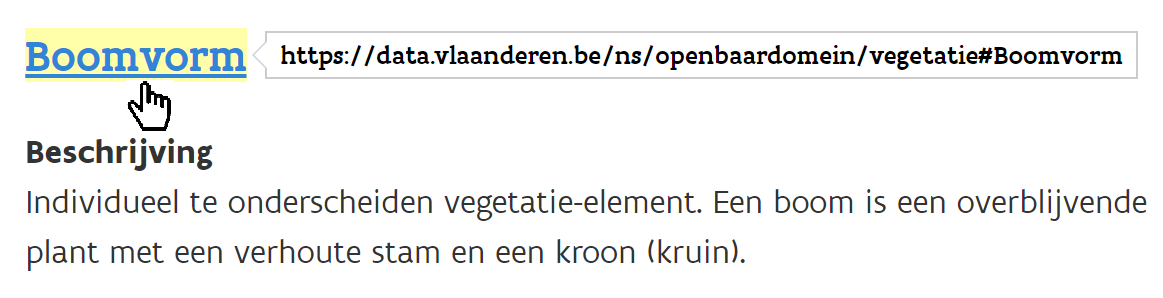 Boomvorm https://data.vlaanderen.be/ns/openbaardomein/vegetatie#Boomvorm
Beschrijving
Individueel te onderscheiden vegetatie-element. Een boom is een overblijvende
plant met een verhoute stam en een kroon (kruin).